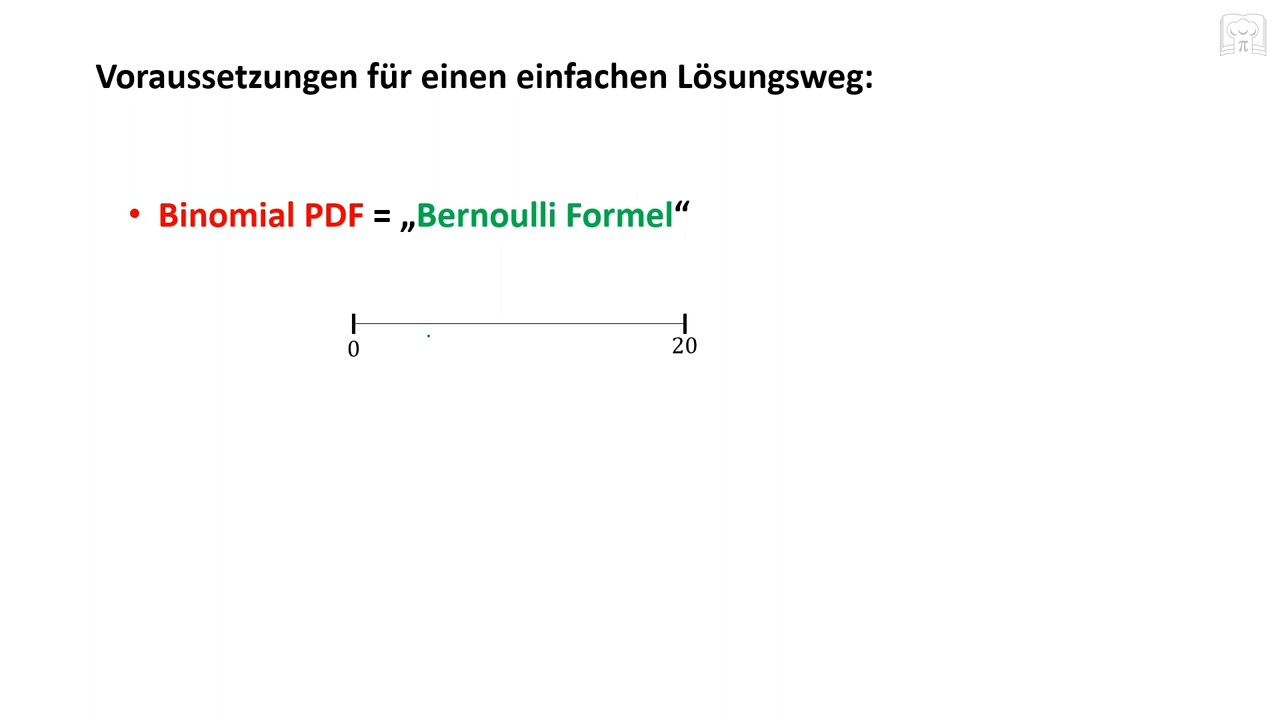 Voraussetzungen für einen einfachen Lösungsweg:
• Binomial PDF = „Bernoulli Formel“
0 20
π